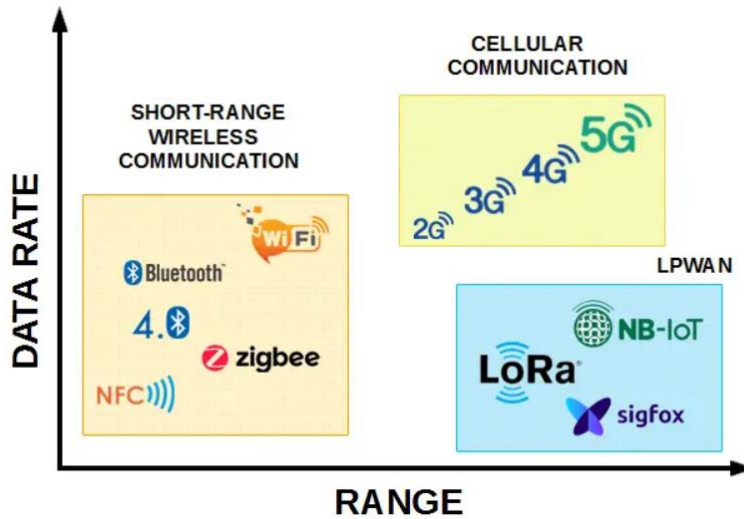 CELLULAR
COMMUNICATION
SHORT-RANGE
WIRELESS
COMMUNICATION
5G
4G
3G
2G
WiFi
Bluetooth™
4.0
zigbee
NFC
LPWAN
NB-IoT
LoRa®
sigfox
DATA RATE
RANGE